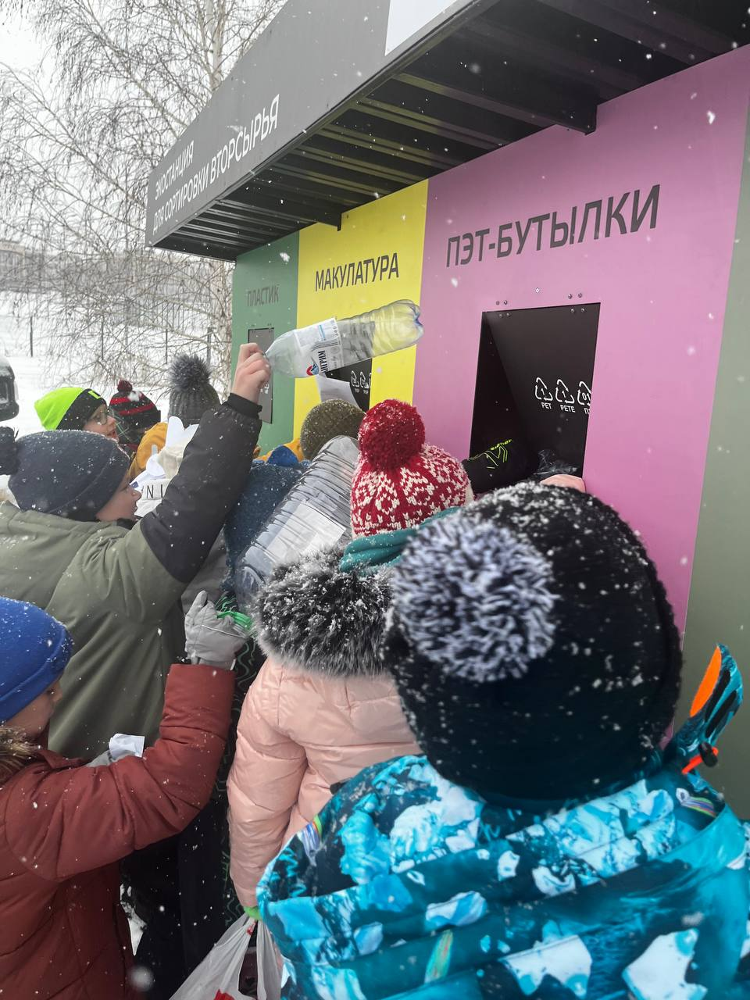 ЭКОСТАНЦИЯ
ДЛЯ СОРТИРОВКИ ВТОРСЫРЬЯ
ПЛАСТИК
МАКУЛАТУРА
ПЭТ-БУТЫЛКИ
PET
PETE